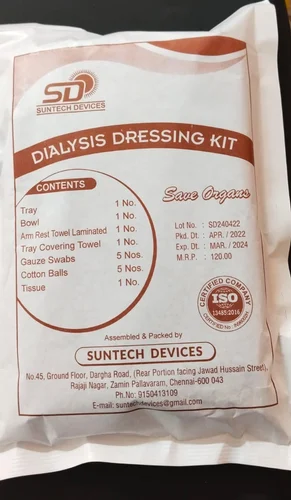 SD
SUNTECH DEVICES
DIALYSIS DRESSING KIT
CONTENTS
Tray 1 No.
Bowl 1 No.
Arm Rest Towel Laminated 1 No.
Tray Covering Towel 1 No.
Gauze Swabs 5 Nos.
Cotton Balls 5 Nos.
Tissue 1 No.
Save Organs
Lot No. : SD240422
Pkd. Dt. : APR. / 2022
Exp. Dt. : MAR. / 2024
M.R.P. : 120.00
CERTIFIED COMPANY
ISO
13485:2016
Certified No :
Assembled & Packed by
SUNTECH DEVICES
No.45, Ground Floor, Dargha Road, (Rear Portion facing Jawad Hussain Street),
Rajaji Nagar, Zamin Pallavaram, Chennai-600 043
Ph.No: 9150413109
E-mail: suntechdevices@gmail.com